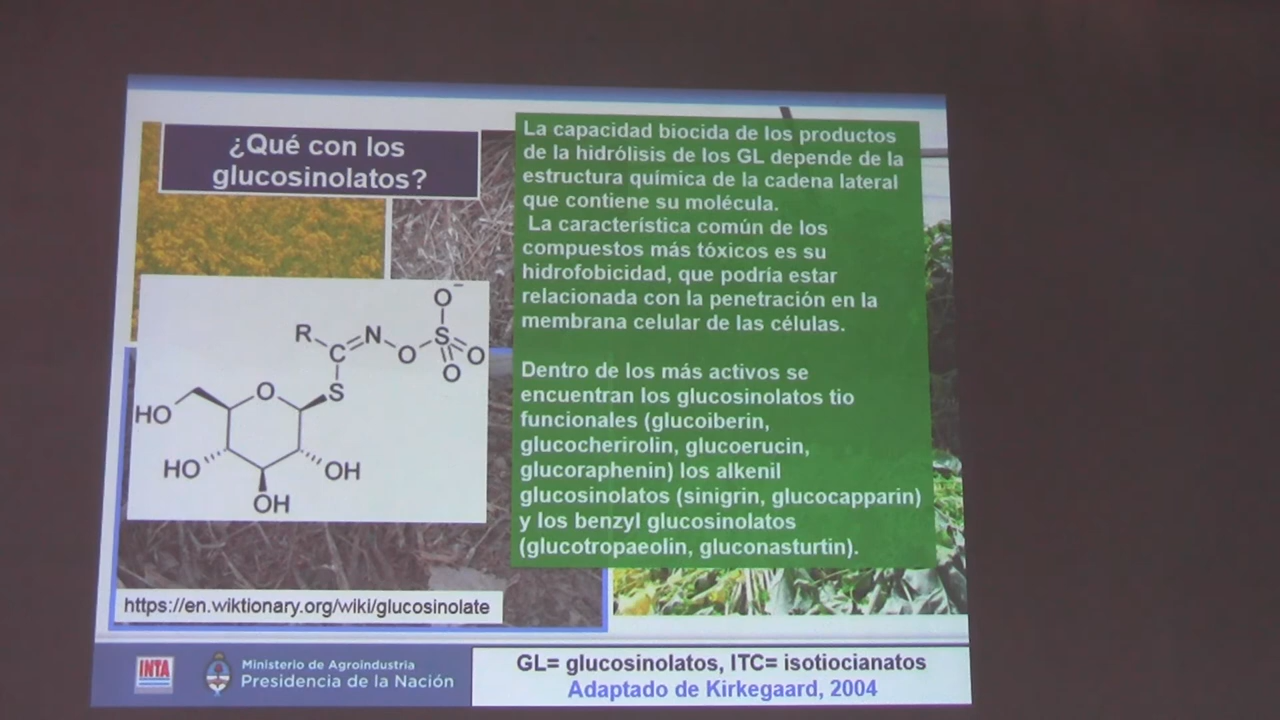 ¿Qué con los
glucosinolatos?
La capacidad biocida de los productos
de la hidrólisis de los GL depende de la
estructura química de la cadena lateral
que contiene su molécula.
La característica común de los
compuestos más tóxicos es su
hidrofobicidad, que podría estar
relacionada con la penetración en la
membrana celular de las células.
Dentro de los más activos se
encuentran los glucosinolatos tio
funcionales (glucoiberin,
glucocherirolin, glucoerucin,
glucoraphenin) los alkenil
glucosinolatos (sinigrin, glucocapparin)
y los benzyl glucosinolatos
(glucotropaeolin, gluconasturtin).
O-
R
N
O
S
O
O
C
S
O
HO
HO
OH
OH
https://en.wiktionary.org/wiki/glucosinolate
INTA
Ministerio de Agroindustria
Presidencia de la Nación
GL= glucosinolatos, ITC= isotiocianatos
Adaptado de Kirkegaard, 2004